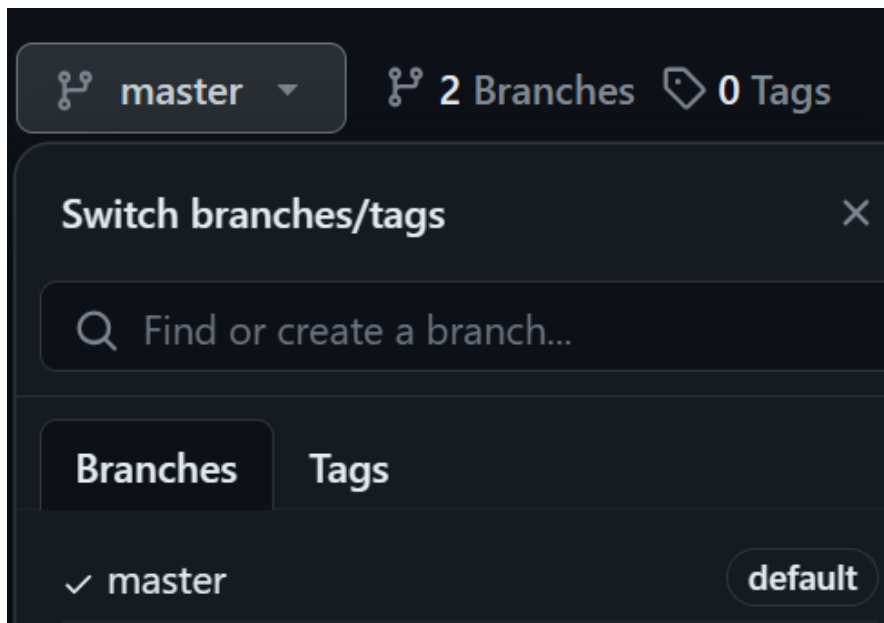 master 2 Branches 0 Tags
Switch branches/tags
Find or create a branch...
Branches Tags
master default